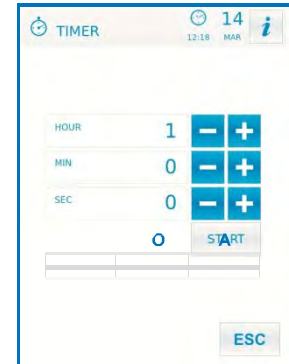 TIMER 12:18 14 MAR i
HOUR 1 - +
MIN 0 - +
SEC 0 - +
O START A
ESC